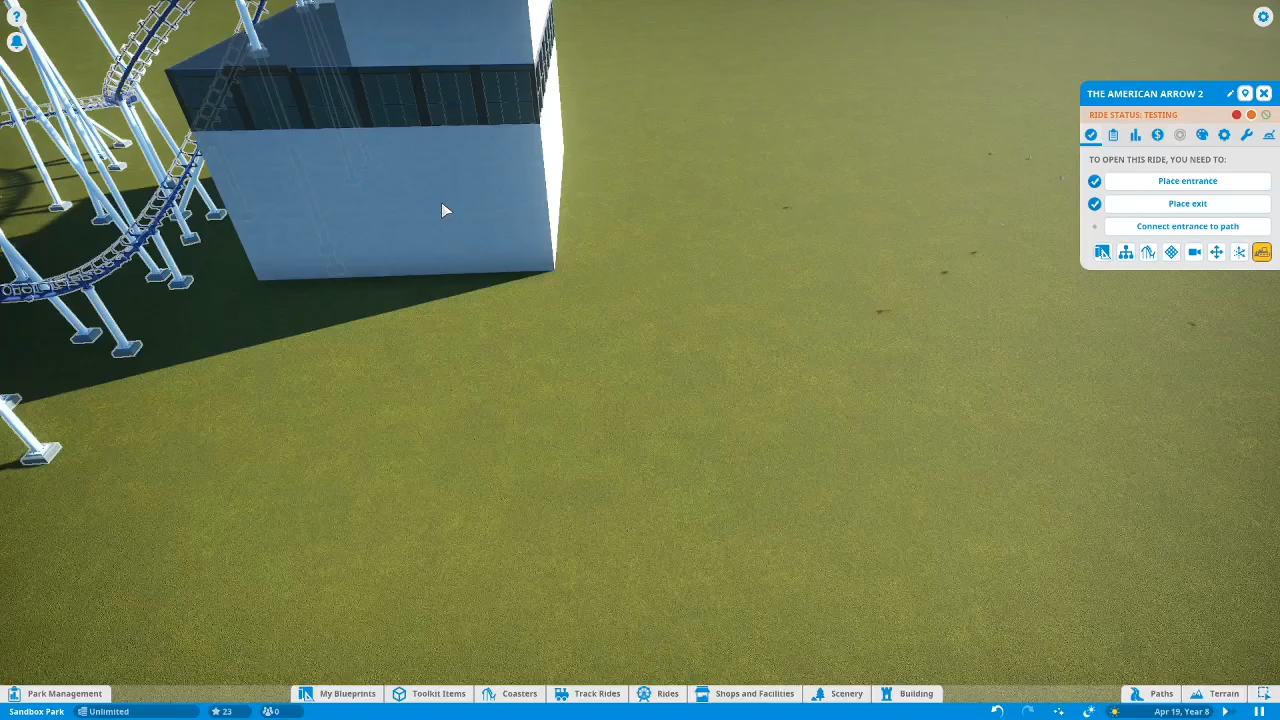 THE AMERICAN ARROW 2
RIDE STATUS: TESTING
TO OPEN THIS RIDE, YOU NEED TO:
Place entrance
Place exit
Connect entrance to path
Park Management
My Blueprints
Toolkit Items
Coasters
Track Rides
Rides
Shops and Facilities
Scenery
Building
Paths
Terrain
Sandbox Park
Unlimited
23
0
Apr 19, Year 8